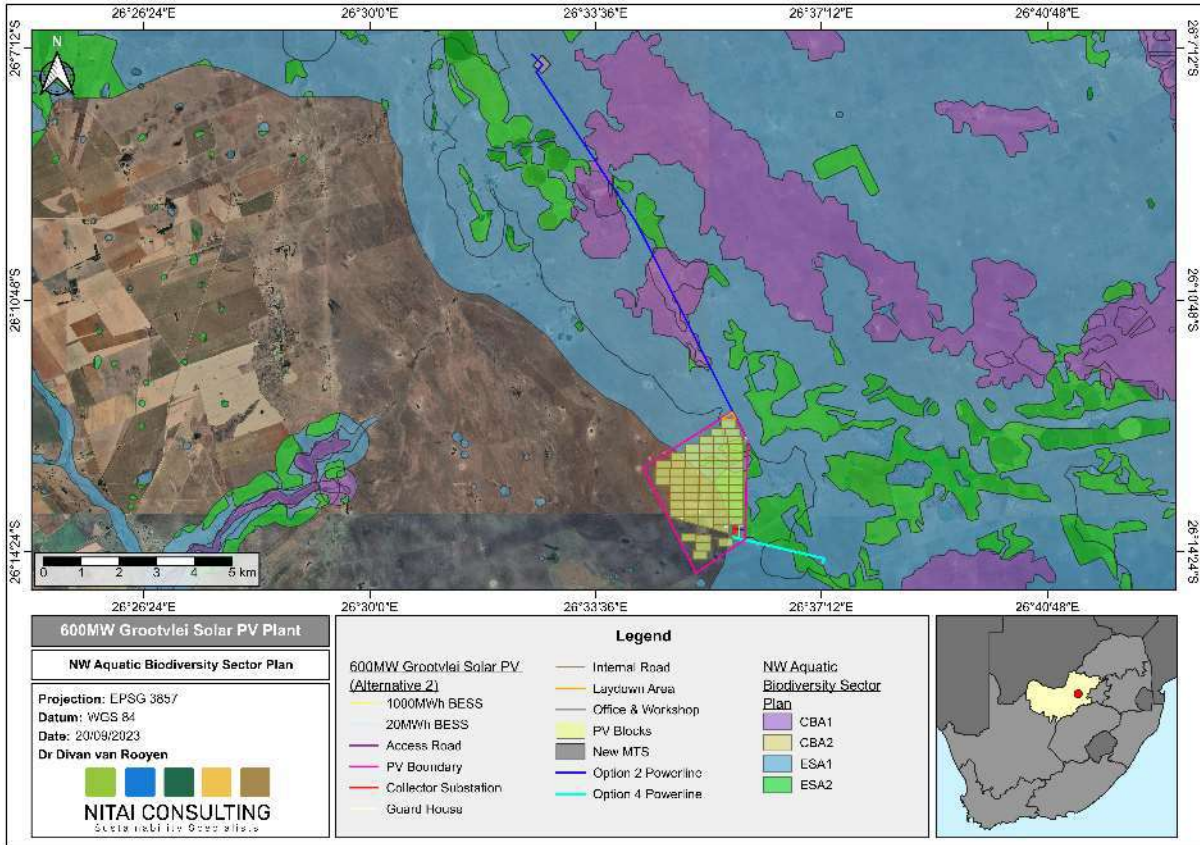 26°26'24"E 26°30'0"E 26°33'36"E 26°37'12"E 26°40'48"E
26°7'12"S
26°7'12"S
N
26°10'48"S
26°10'48"S
26°14'24"S
26°14'24"S
0 1 2 3 4 5 km
26°26'24"E 26°30'0"E 26°33'36"E 26°37'12"E 26°40'48"E
600MW Grootvlei Solar PV Plant
NW Aquatic Biodiversity Sector Plan
Projection: EPSG 3857
Datum: WGS 84
Date: 20/09/2023
Dr Divan van Rooyen
NITAI CONSULTING
Sustainability Specialists
Legend
600MW Grootvlei Solar PV
(Alternative 2)
1000MWh BESS
20MWh BESS
Access Road
PV Boundary
Collector Substation
Guard House
Internal Road
Laydown Area
Office & Workshop
PV Blocks
New MTS
Option 2 Powerline
Option 4 Powerline
NW Aquatic
Biodiversity Sector
Plan
CBA1
CBA2
ESA1
ESA2